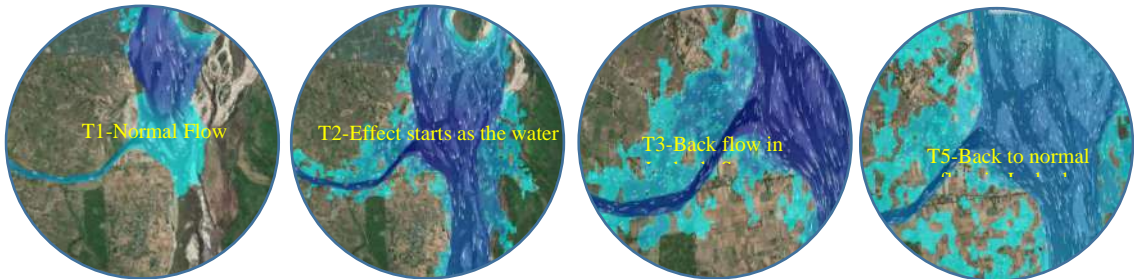 T1-Normal Flow
T2-Effect starts as the water
T3-Back flow in
T5-Back to normal